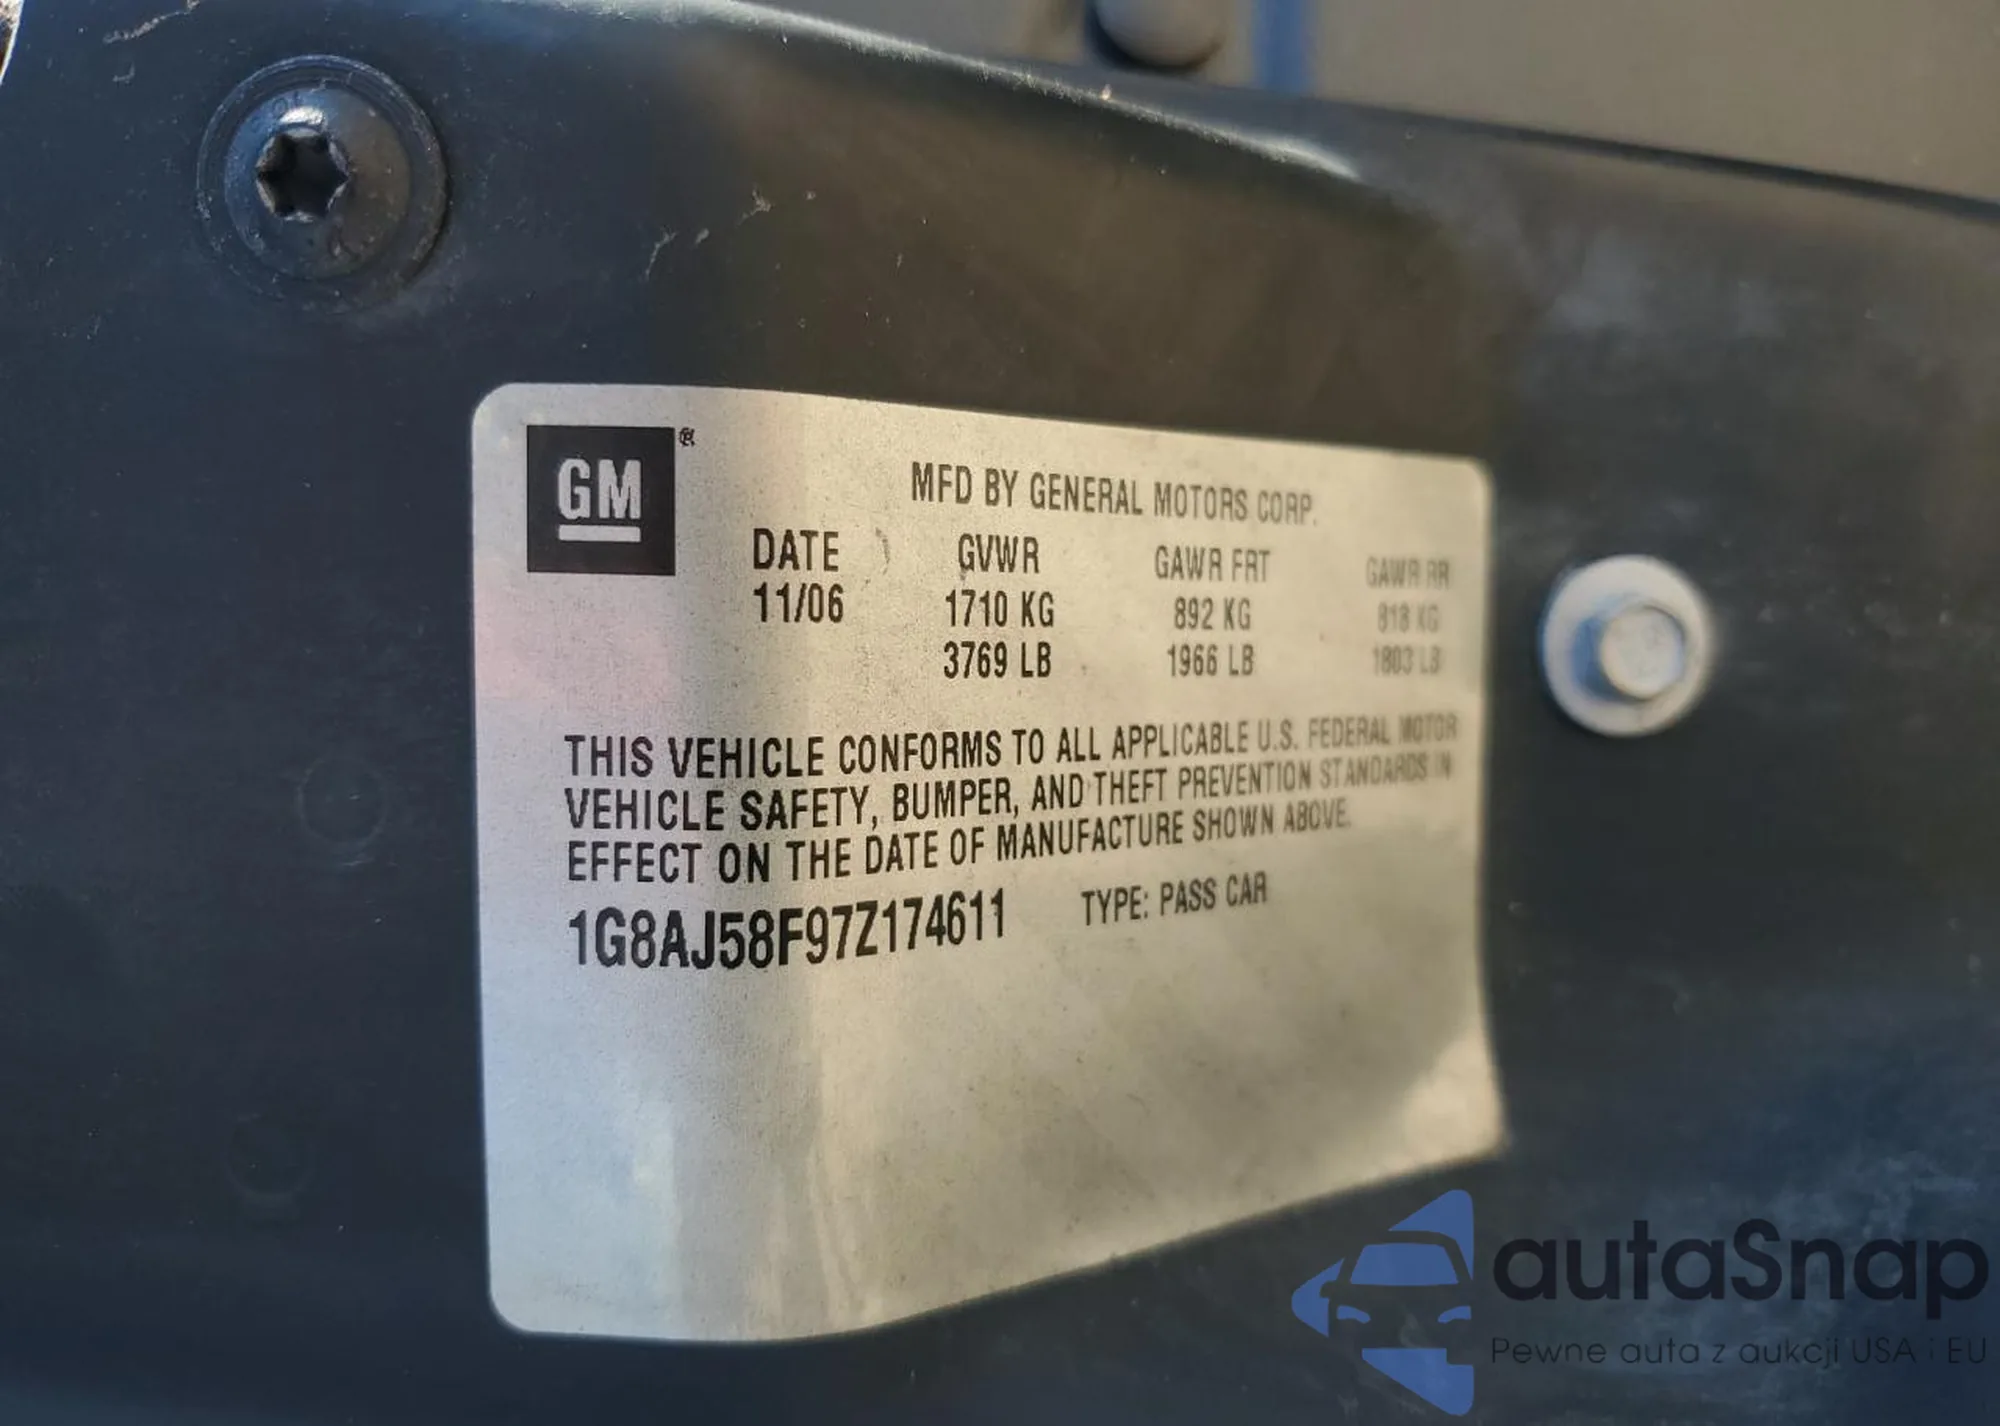 GM®
MFD BY GENERAL MOTORS CORP.
DATE GVWR GAWR FRT GAWR RR
11/06 1710 KG 892 KG 818 KG
3769 LB 1966 LB 1803 LB
THIS VEHICLE CONFORMS TO ALL APPLICABLE U.S. FEDERAL MOTOR
VEHICLE SAFETY, BUMPER, AND THEFT PREVENTION STANDARDS IN
EFFECT ON THE DATE OF MANUFACTURE SHOWN ABOVE.
1G8AJ58F97Z174611 TYPE: PASS CAR
autaSnap
Pewne auta z aukcji USA i EU